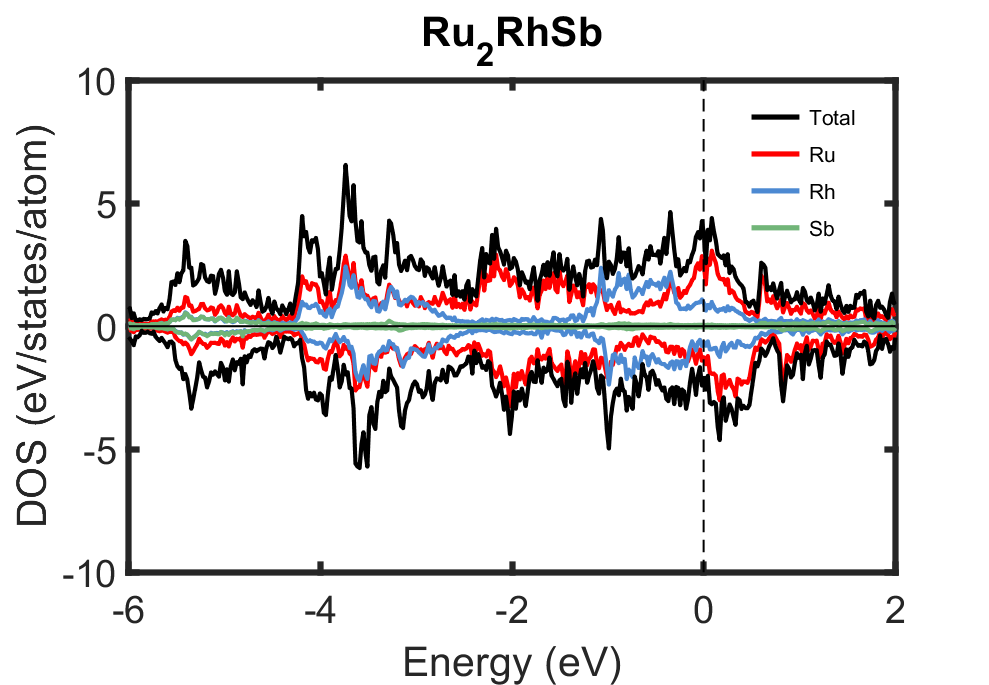 Ru2RhSb
10
5
0
-5
-10
DOS (eV/states/atom)
Total
Ru
Rh
Sb
-6
-4
-2
0
2
Energy (eV)